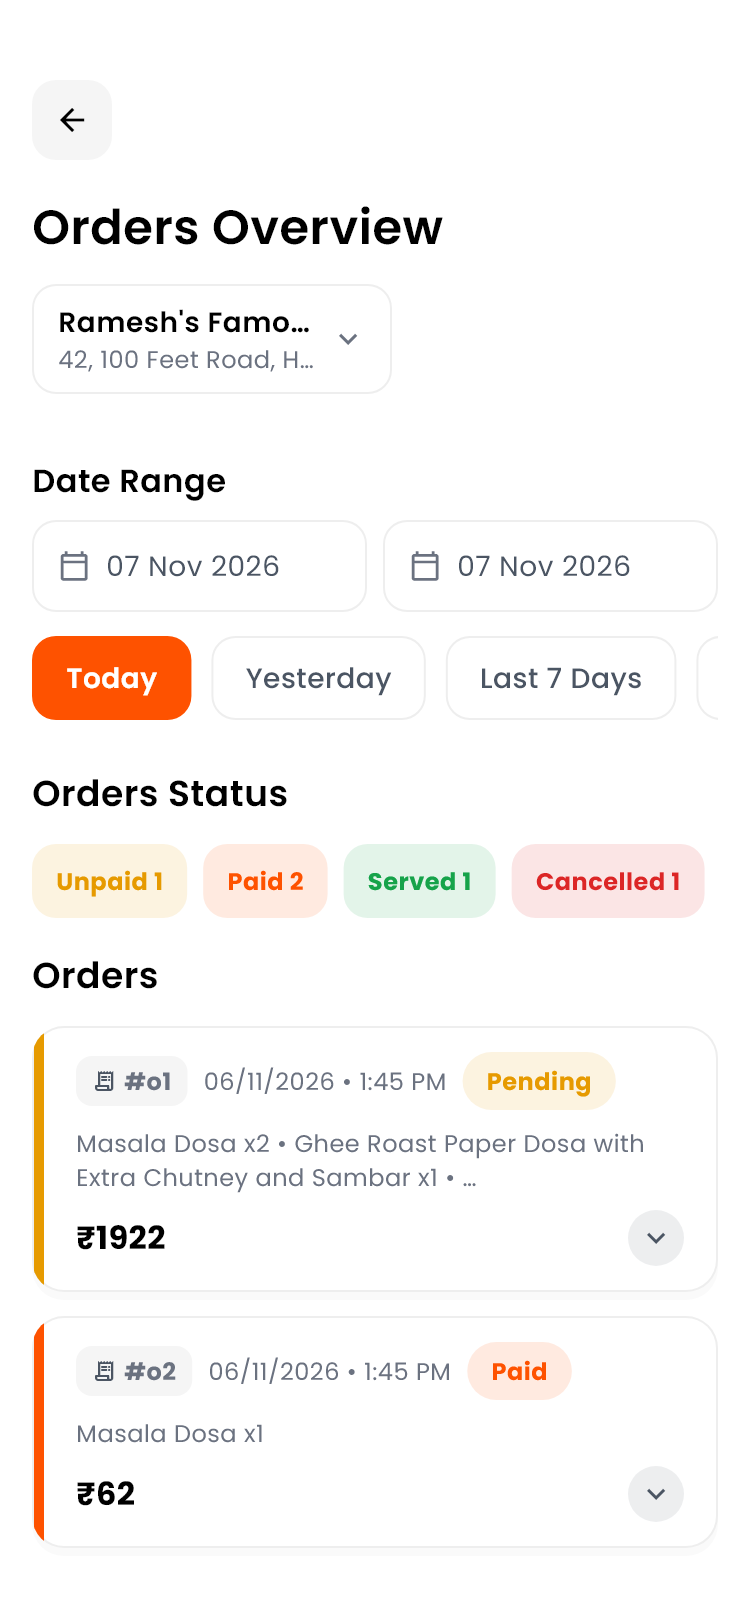 Orders Overview
Ramesh's Famo...
42, 100 Feet Road, H...
Date Range
07 Nov 2026
07 Nov 2026
Today
Yesterday
Last 7 Days
Orders Status
Unpaid 1
Paid 2
Served 1
Cancelled 1
Orders
#o1
06/11/2026 • 1:45 PM
Pending
Masala Dosa x2 • Ghee Roast Paper Dosa with
Extra Chutney and Sambar x1 • ...
₹1922
#o2
06/11/2026 • 1:45 PM
Paid
Masala Dosa x1
₹62